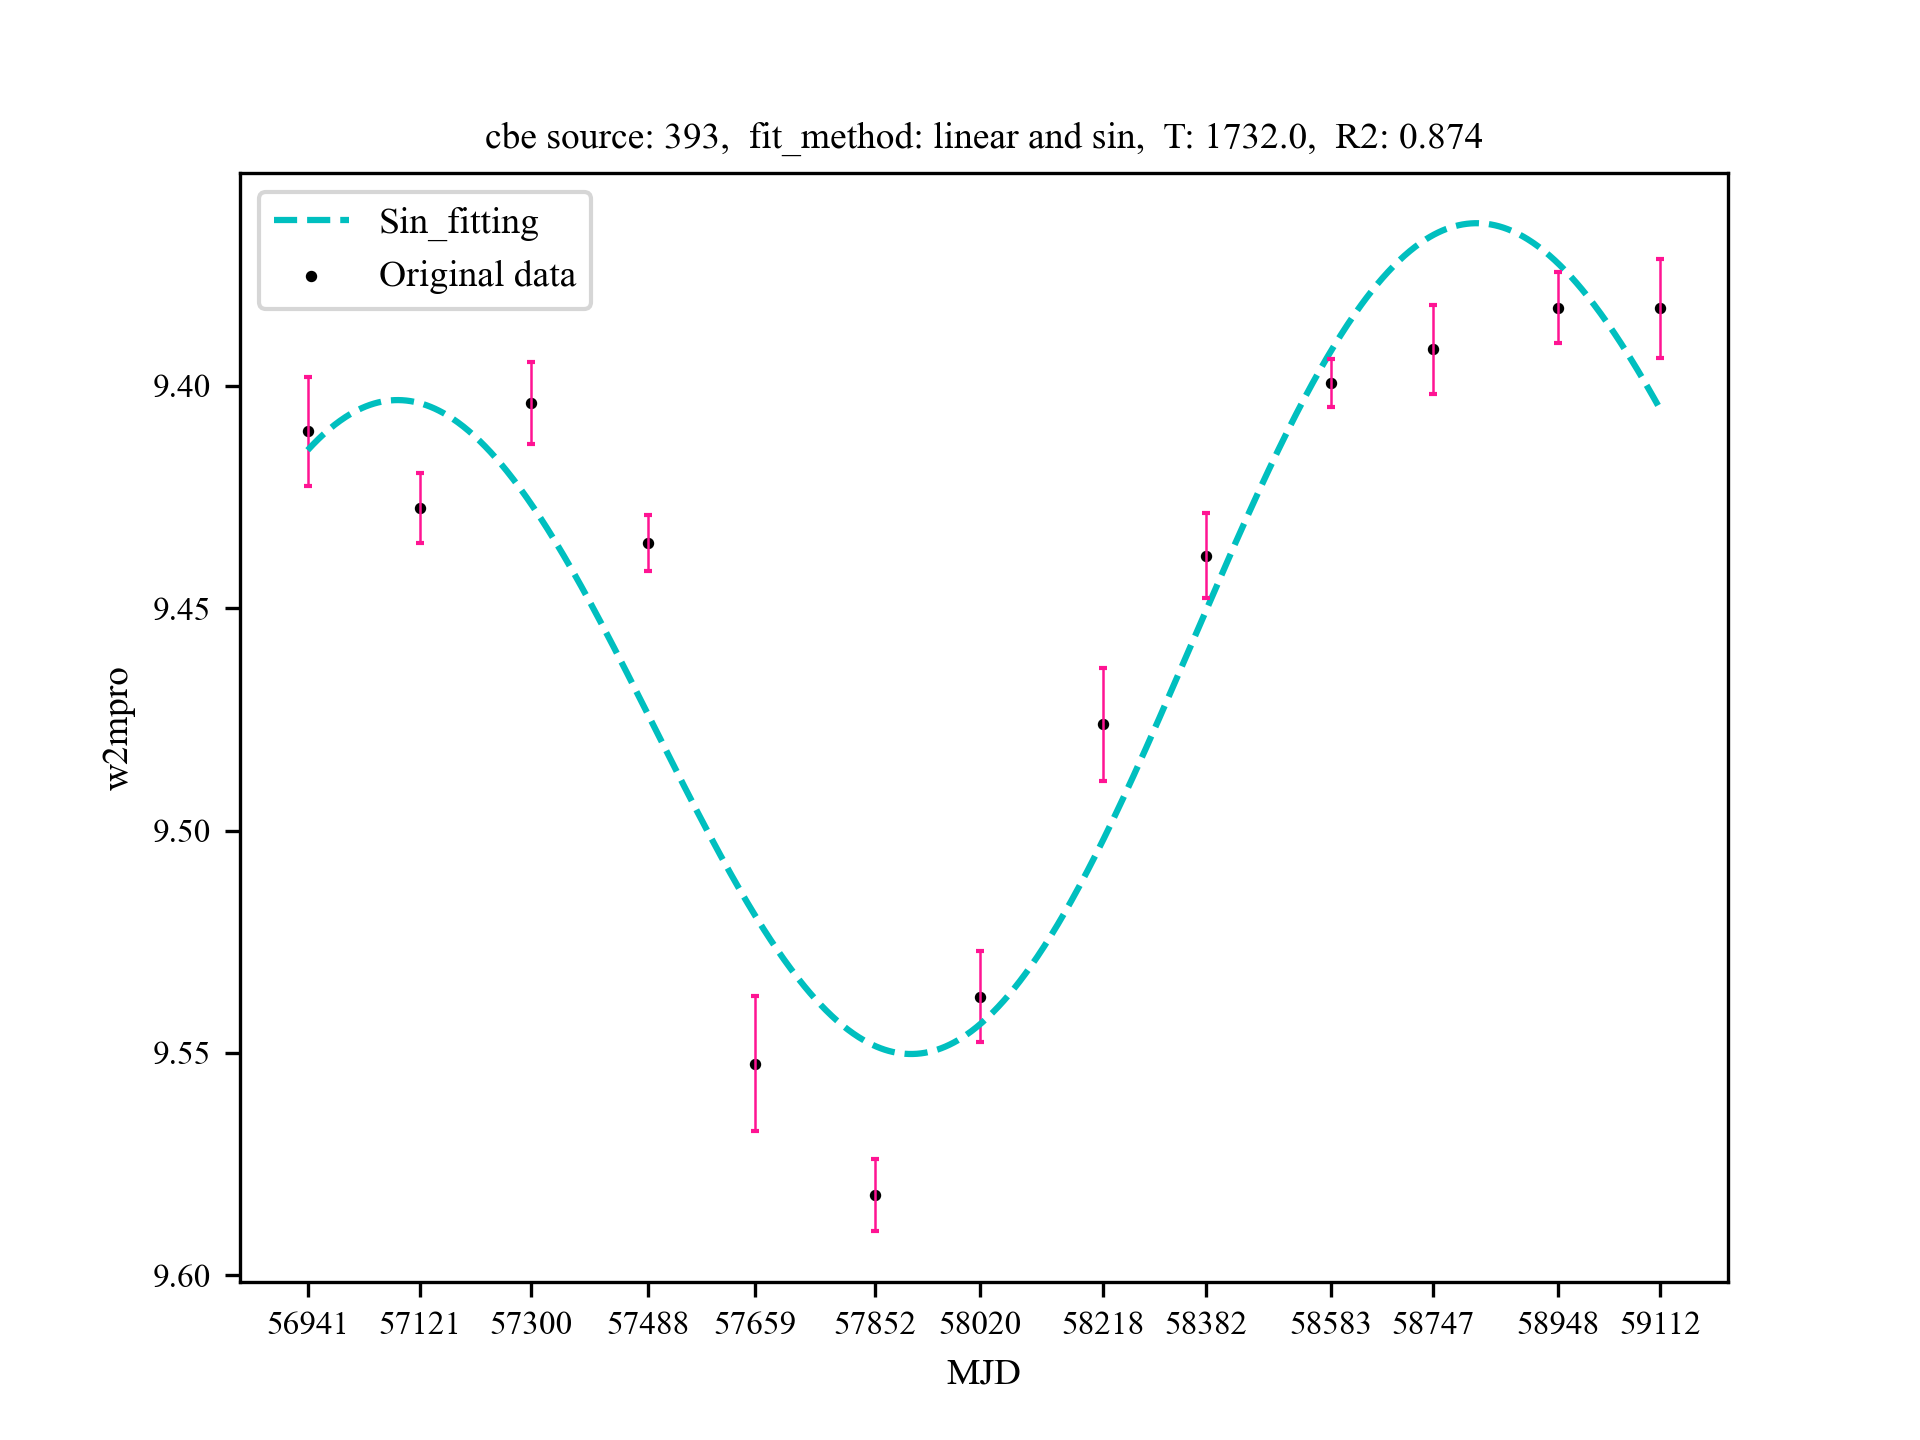 cbe source: 393,  fit_method: linear and sin,  T: 1732.0,  R2: 0.874
Sin_fitting
Original data
9.40
9.45
9.50
9.55
9.60
w2mpro
56941 57121 57300 57488 57659 57852 58020 58218 58382 58583 58747 58948 59112
MJD